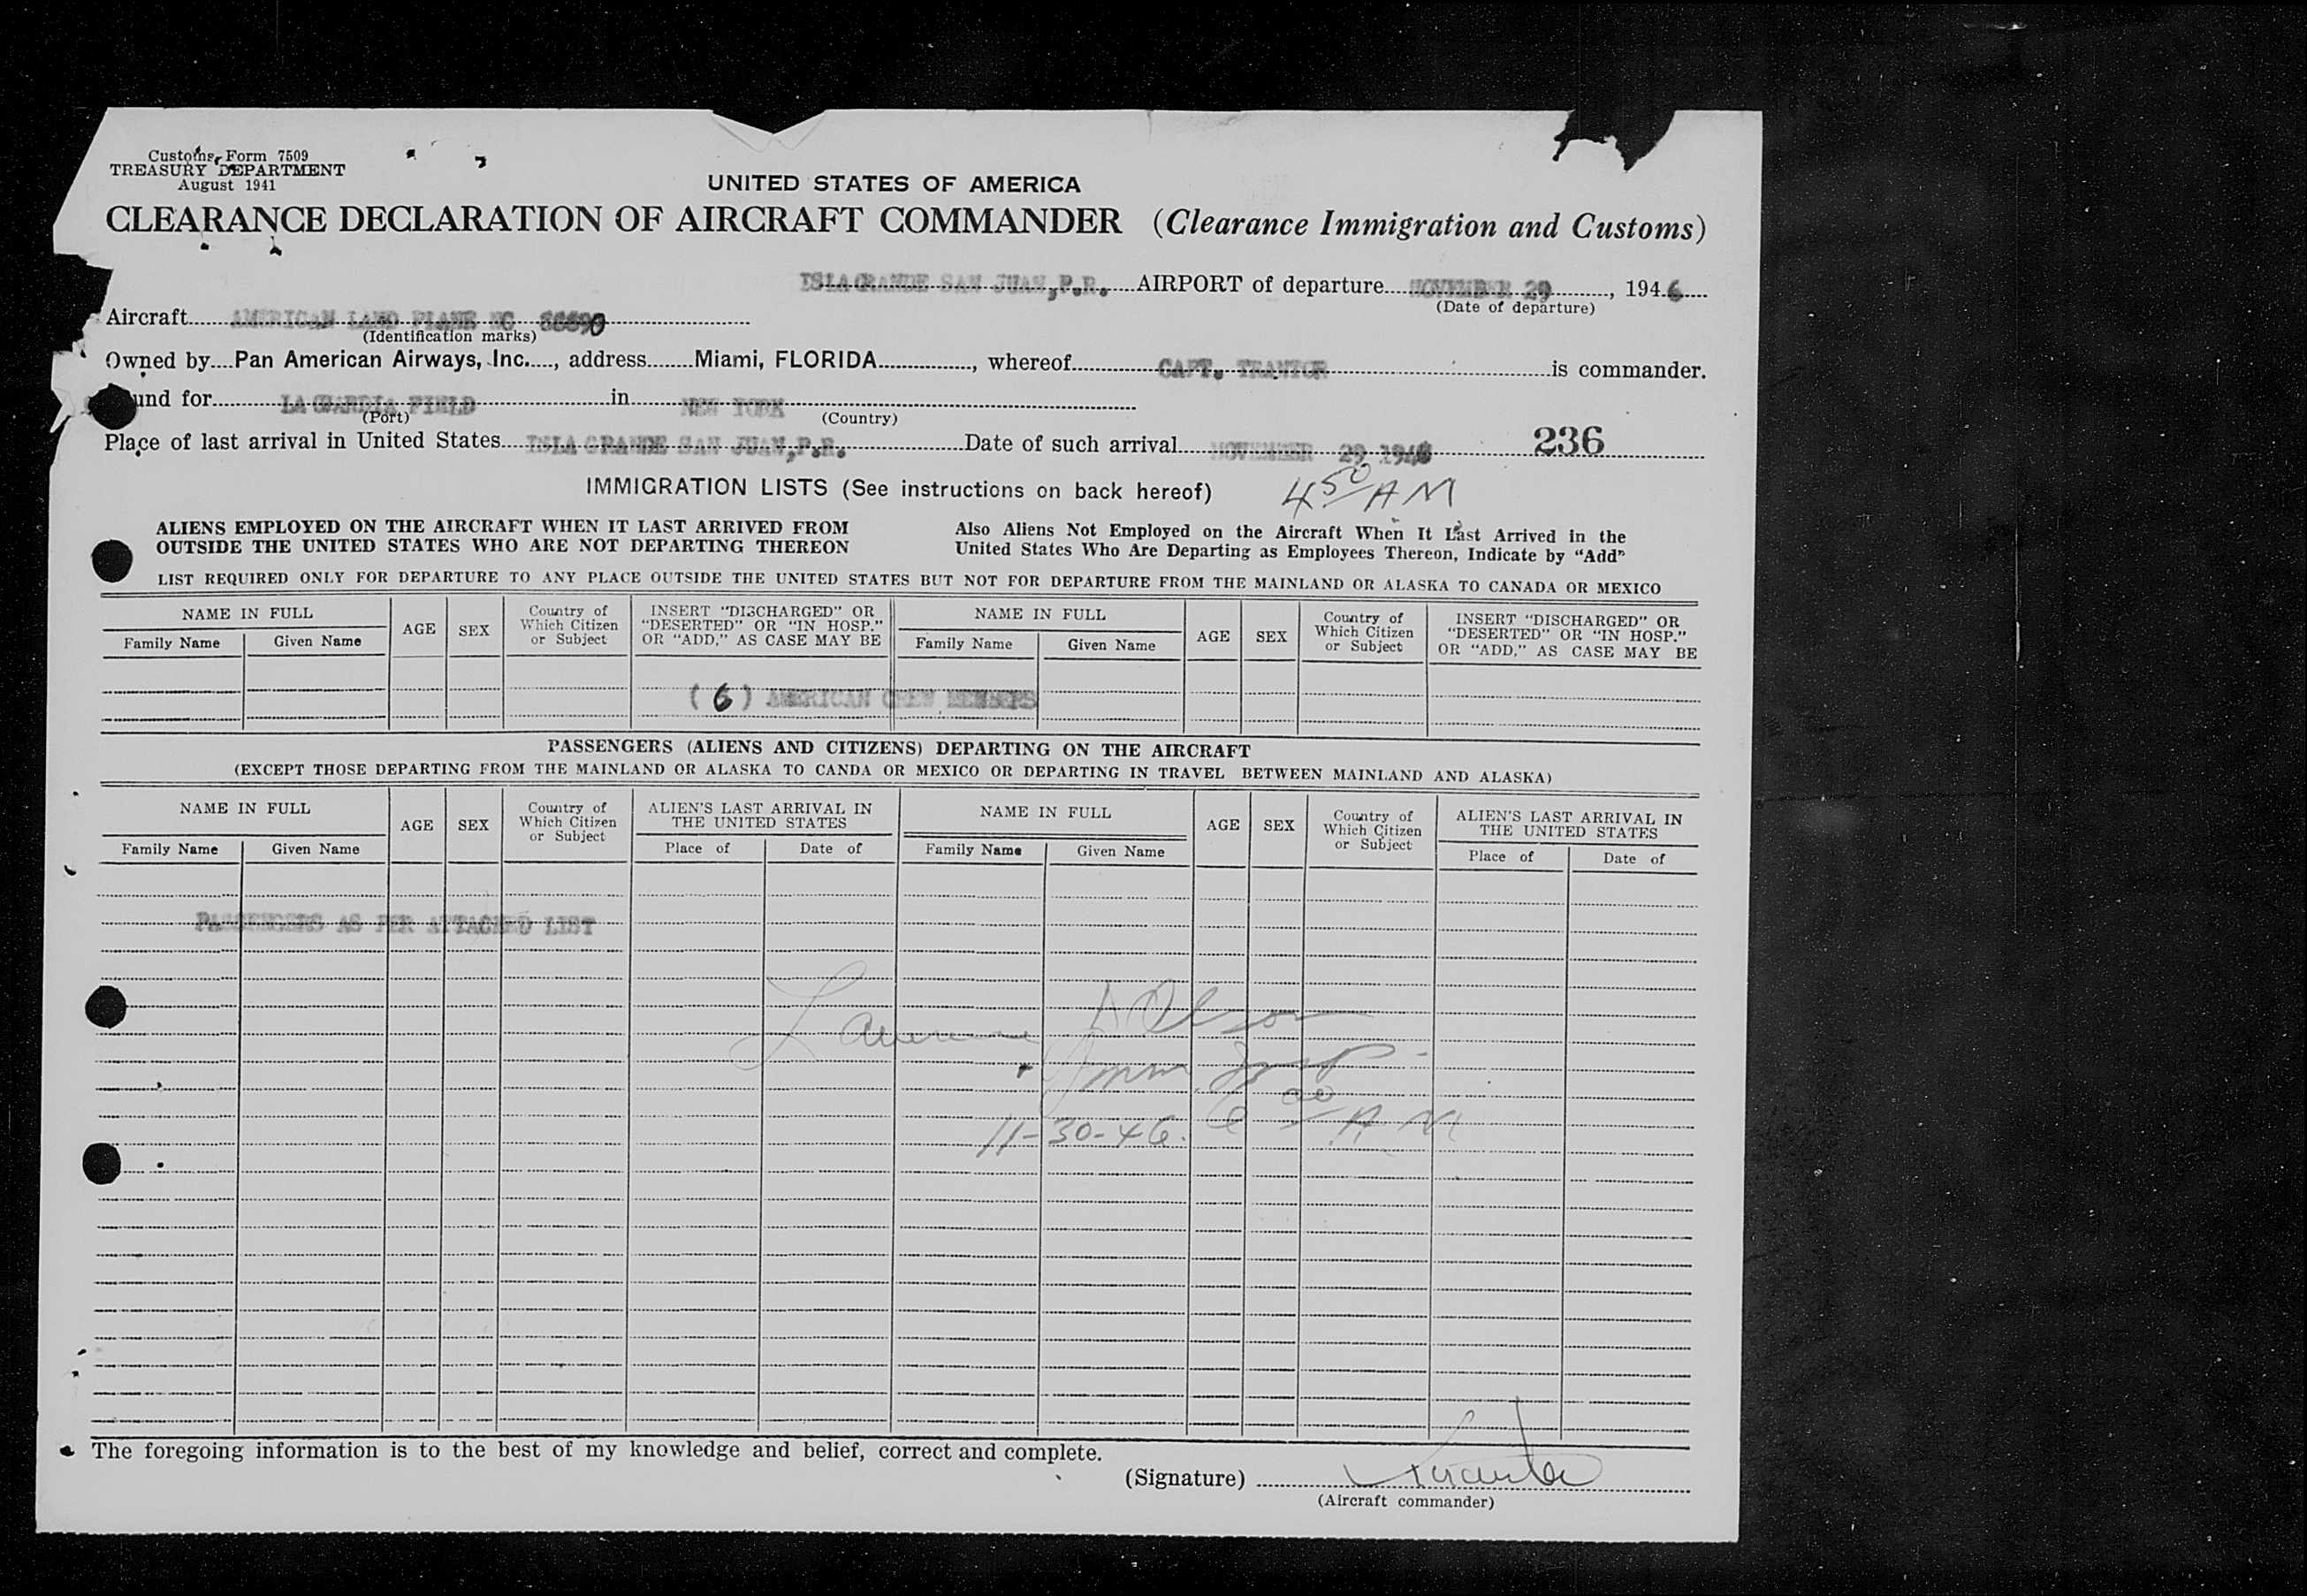 Customs Form 7509
TREASURY DEPARTMENT
August 1941
UNITED STATES OF AMERICA
CLEARANCE DECLARATION OF AIRCRAFT COMMANDER (Clearance Immigration and Customs)
ISLA GRANDE SAN JUAN, P.R. AIRPORT of departure NOVEMBER 29, 1946
(Date of departure)
Aircraft AMERICAN LAND PLANE NC
(Identification marks)
Owned by Pan American Airways, Inc., address Miami, FLORIDA, whereof CAPT. TRANTOR is commander.
und for LA GUARDIA FIELD in NEW YORK
(Port) (Country)
Place of last arrival in United States ISLA GRANDE SAN JUAN, P.R. Date of such arrival NOVEMBER 29 1946 236
IMMIGRATION LISTS (See instructions on back hereof) 4 50 AM
ALIENS EMPLOYED ON THE AIRCRAFT WHEN IT LAST ARRIVED FROM
OUTSIDE THE UNITED STATES WHO ARE NOT DEPARTING THEREON
Also Aliens Not Employed on the Aircraft When It Last Arrived in the
United States Who Are Departing as Employees Thereon, Indicate by "Add"
LIST REQUIRED ONLY FOR DEPARTURE TO ANY PLACE OUTSIDE THE UNITED STATES BUT NOT FOR DEPARTURE FROM THE MAINLAND OR ALASKA TO CANADA OR MEXICO
NAME IN FULL
Family Name Given Name
AGE
SEX
Country of
Which Citizen
or Subject
INSERT "DISCHARGED" OR
"DESERTED" OR "IN HOSP."
OR "ADD," AS CASE MAY BE
NAME IN FULL
Family Name Given Name
AGE
SEX
Country of
Which Citizen
or Subject
INSERT "DISCHARGED" OR
"DESERTED" OR "IN HOSP."
OR "ADD," AS CASE MAY BE
( 6 ) AMERICAN CREW MEMBERS
PASSENGERS (ALIENS AND CITIZENS) DEPARTING ON THE AIRCRAFT
(EXCEPT THOSE DEPARTING FROM THE MAINLAND OR ALASKA TO CANDA OR MEXICO OR DEPARTING IN TRAVEL BETWEEN MAINLAND AND ALASKA)
NAME IN FULL
Family Name Given Name
AGE
SEX
Country of
Which Citizen
or Subject
ALIEN'S LAST ARRIVAL IN
THE UNITED STATES
Place of Date of
NAME IN FULL
Family Name Given Name
AGE
SEX
Country of
Which Citizen
or Subject
ALIEN'S LAST ARRIVAL IN
THE UNITED STATES
Place of Date of
PASSENGERS AS PER ATTACHED LIST
Olson
Imm. Insp.
11-30-46. 6 00 AM
The foregoing information is to the best of my knowledge and belief, correct and complete.
(Signature)
(Aircraft commander)